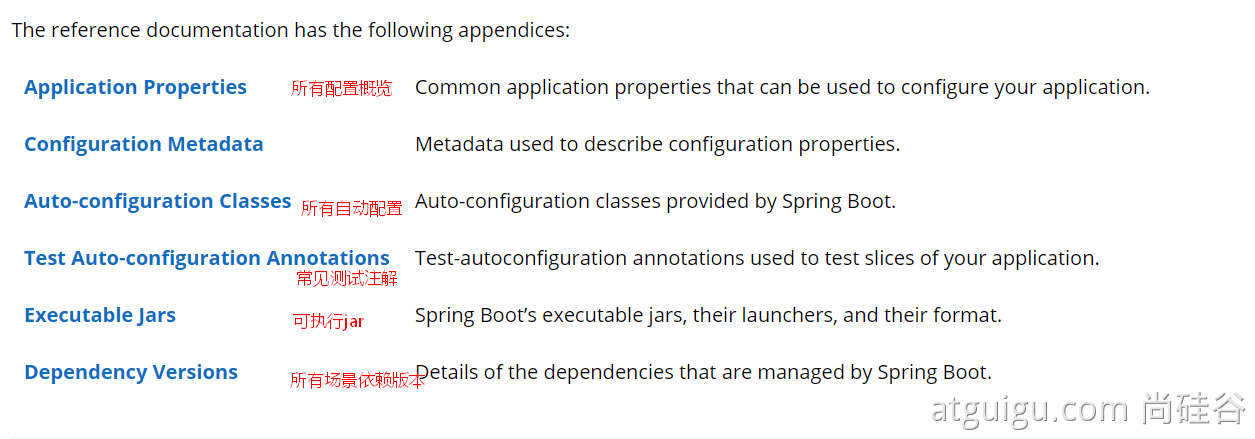 The reference documentation has the following appendices:
Application Properties 所有配置概览 Common application properties that can be used to configure your application.
Configuration Metadata Metadata used to describe configuration properties.
Auto-configuration Classes 所有自动配置 Auto-configuration classes provided by Spring Boot.
Test Auto-configuration Annotations Test-autoconfiguration annotations used to test slices of your application.
常见测试注解
Executable Jars 可执行jar Spring Boot’s executable jars, their launchers, and their format.
Dependency Versions 所有场景依赖版本 Details of the dependencies that are managed by Spring Boot.
atguigu.com 尚硅谷